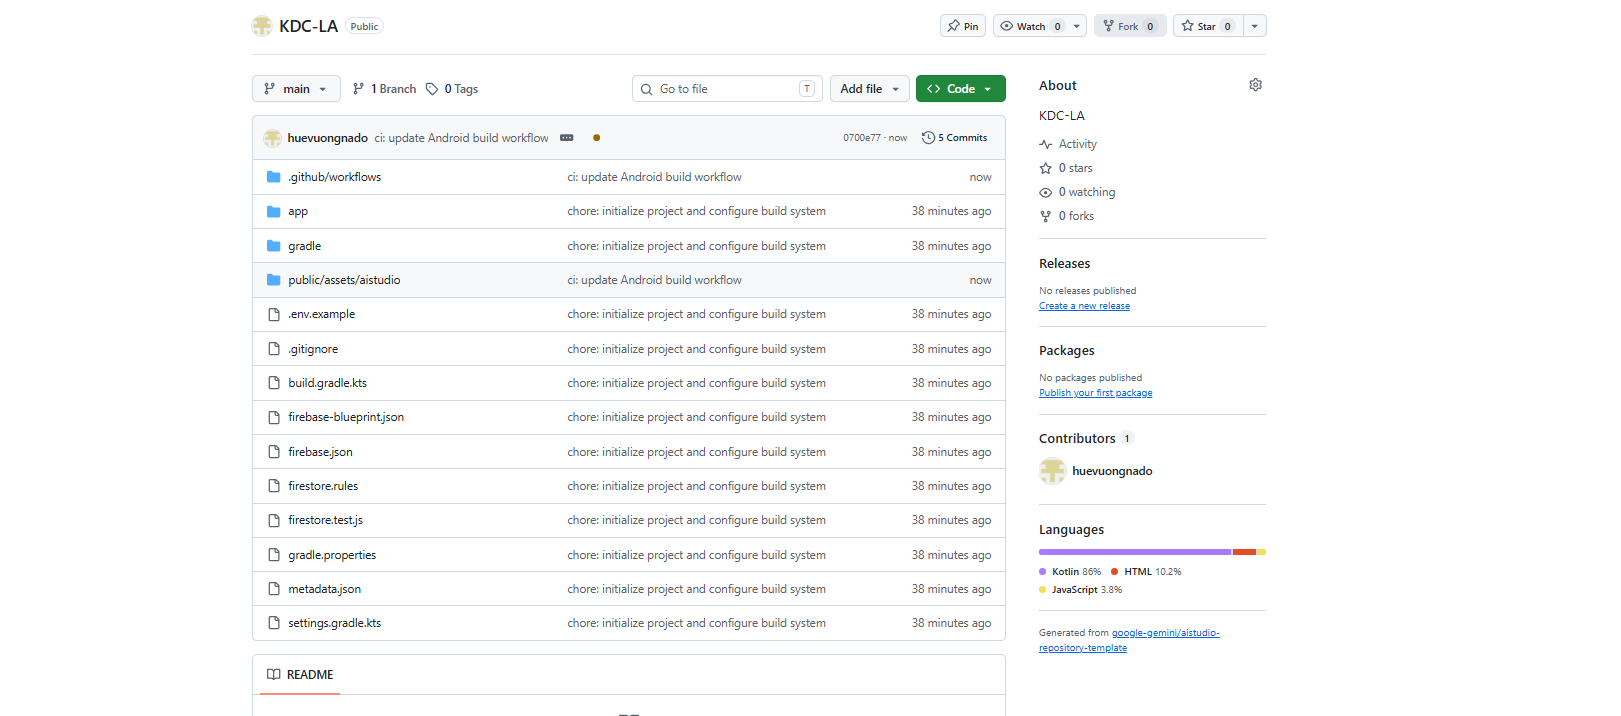 KDC-LA Public
Pin Watch 0 Fork 0 Star 0
main 1 Branch 0 Tags Go to file T Add file Code
huevuongnado ci: update Android build workflow 0700e77 · now 5 Commits
.github/workflows ci: update Android build workflow now
app chore: initialize project and configure build system 38 minutes ago
gradle chore: initialize project and configure build system 38 minutes ago
public/assets/aistudio ci: update Android build workflow now
.env.example chore: initialize project and configure build system 38 minutes ago
.gitignore chore: initialize project and configure build system 38 minutes ago
build.gradle.kts chore: initialize project and configure build system 38 minutes ago
firebase-blueprint.json chore: initialize project and configure build system 38 minutes ago
firebase.json chore: initialize project and configure build system 38 minutes ago
firestore.rules chore: initialize project and configure build system 38 minutes ago
firestore.test.js chore: initialize project and configure build system 38 minutes ago
gradle.properties chore: initialize project and configure build system 38 minutes ago
metadata.json chore: initialize project and configure build system 38 minutes ago
settings.gradle.kts chore: initialize project and configure build system 38 minutes ago
README
About
KDC-LA
Activity
0 stars
0 watching
0 forks
Releases
No releases published
Create a new release
Packages
No packages published
Publish your first package
Contributors 1
huevuongnado
Languages
Kotlin 86% HTML 10.2%
JavaScript 3.8%
Generated from google-gemini/aistudio-
repository-template